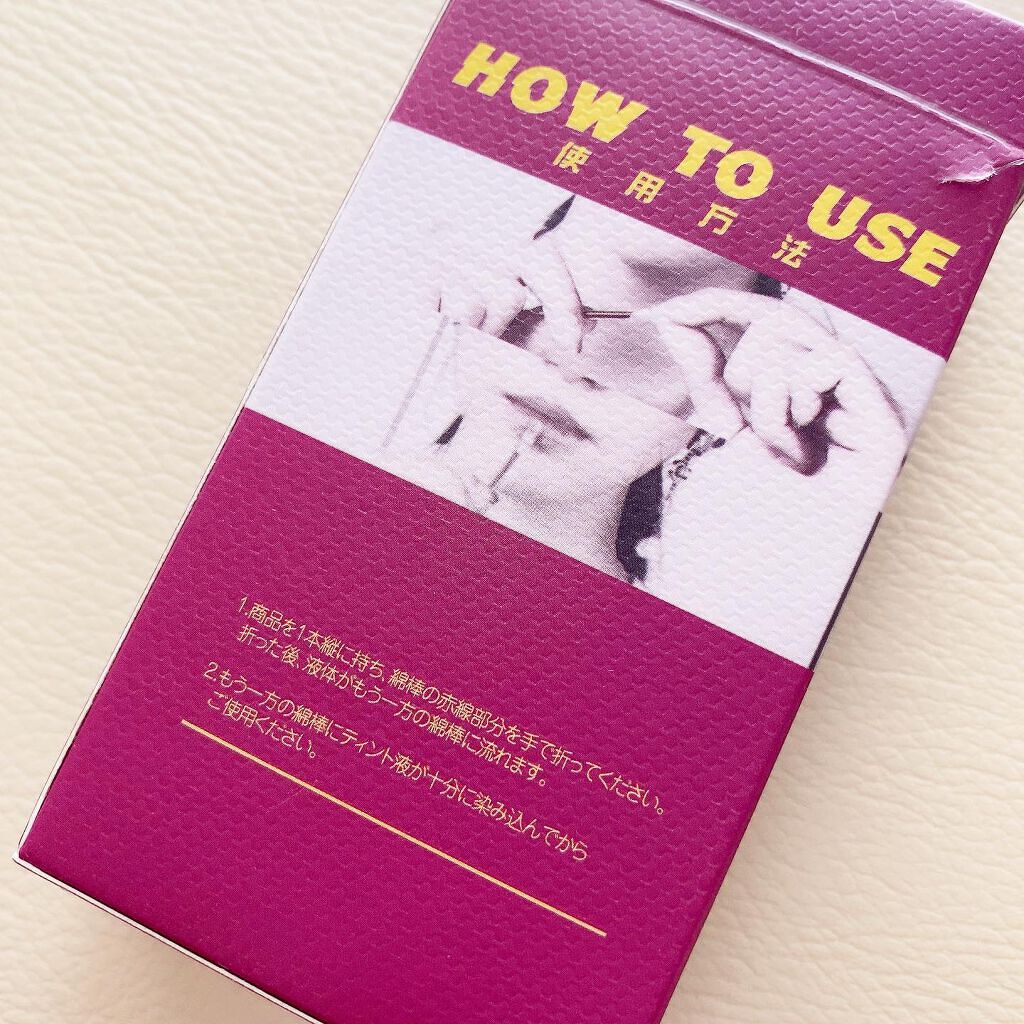 HOW TO USE
使用方法
1.商品を1本縦に持ち、綿棒の赤線部分を手で折ってください。
折った後、液体がもう一方の綿棒に流れます。
2.もう一方の綿棒にティント液が十分に染み込んでから
ご使用ください。